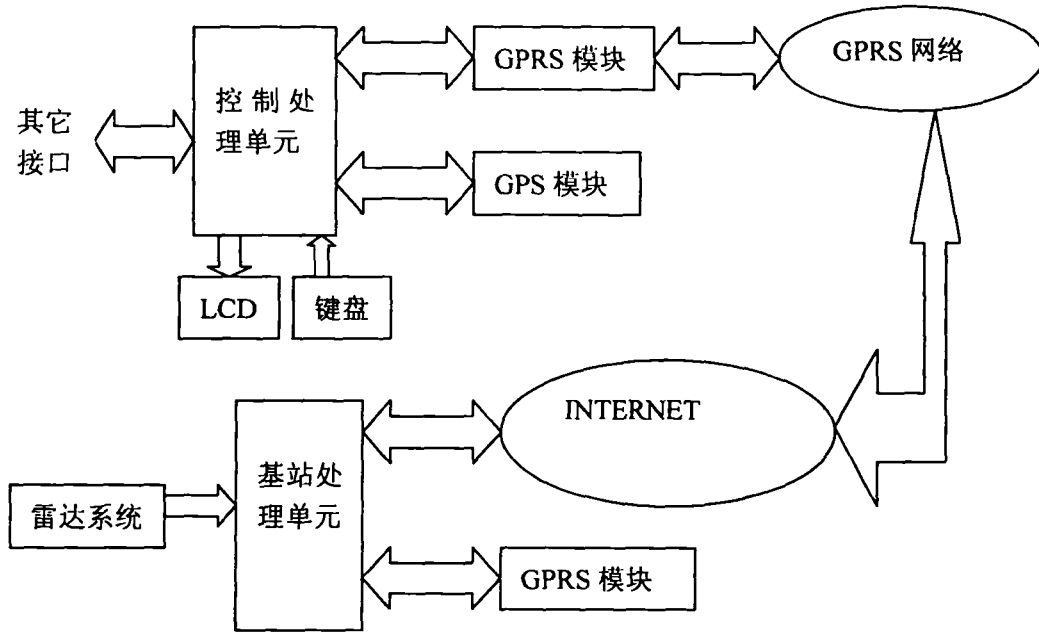 GPRS 模块
GPRS 网络
控制处
理单元
其它
接口
GPS 模块
LCD
键盘
INTERNET
基站处
理单元
雷达系统
GPRS 模块